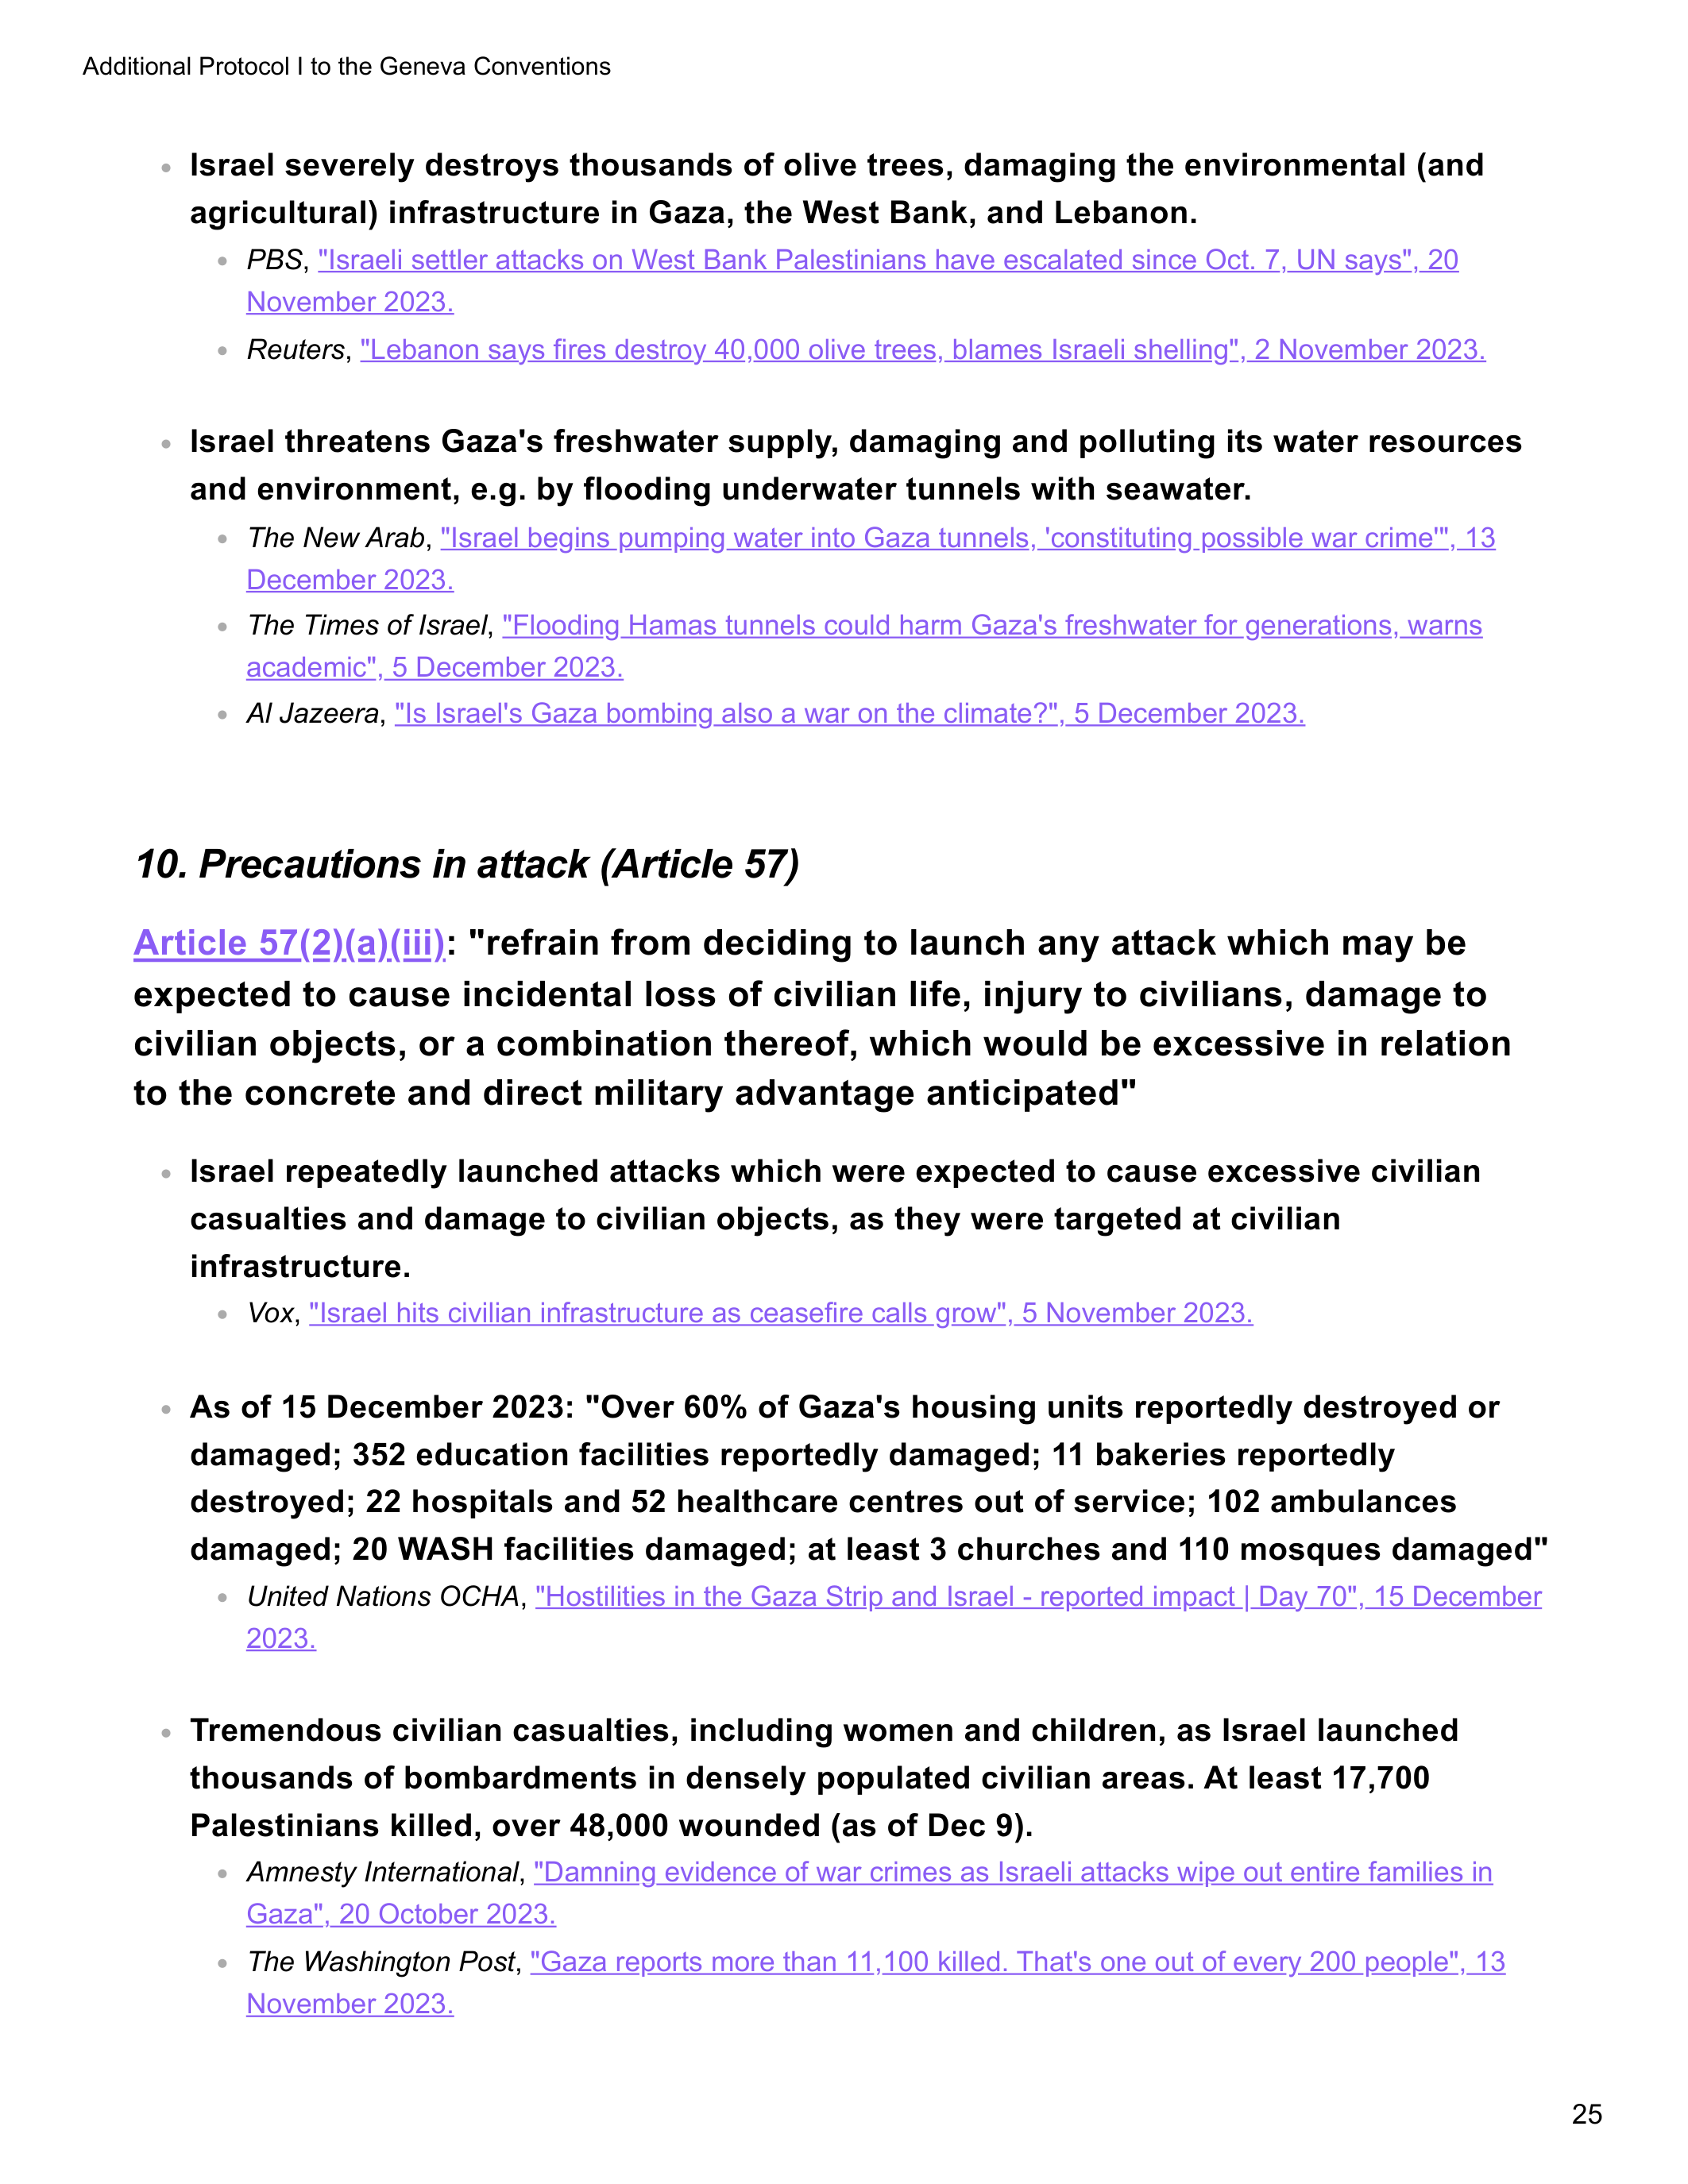 Additional Protocol I to the Geneva Conventions
• Israel severely destroys thousands of olive trees, damaging the environmental (and
agricultural) infrastructure in Gaza, the West Bank, and Lebanon.
• PBS, "Israeli settler attacks on West Bank Palestinians have escalated since Oct. 7, UN says", 20
November 2023.
• Reuters, "Lebanon says fires destroy 40,000 olive trees, blames Israeli shelling", 2 November 2023.
• Israel threatens Gaza's freshwater supply, damaging and polluting its water resources
and environment, e.g. by flooding underwater tunnels with seawater.
• The New Arab, "Israel begins pumping water into Gaza tunnels, 'constituting possible war crime'", 13
December 2023.
• The Times of Israel, "Flooding Hamas tunnels could harm Gaza's freshwater for generations, warns
academic", 5 December 2023.
• Al Jazeera, "Is Israel's Gaza bombing also a war on the climate?", 5 December 2023.
10. Precautions in attack (Article 57)
Article 57(2)(a)(iii): "refrain from deciding to launch any attack which may be
expected to cause incidental loss of civilian life, injury to civilians, damage to
civilian objects, or a combination thereof, which would be excessive in relation
to the concrete and direct military advantage anticipated"
• Israel repeatedly launched attacks which were expected to cause excessive civilian
casualties and damage to civilian objects, as they were targeted at civilian
infrastructure.
• Vox, "Israel hits civilian infrastructure as ceasefire calls grow", 5 November 2023.
• As of 15 December 2023: "Over 60% of Gaza's housing units reportedly destroyed or
damaged; 352 education facilities reportedly damaged; 11 bakeries reportedly
destroyed; 22 hospitals and 52 healthcare centres out of service; 102 ambulances
damaged; 20 WASH facilities damaged; at least 3 churches and 110 mosques damaged"
• United Nations OCHA, "Hostilities in the Gaza Strip and Israel - reported impact | Day 70", 15 December
2023.
• Tremendous civilian casualties, including women and children, as Israel launched
thousands of bombardments in densely populated civilian areas. At least 17,700
Palestinians killed, over 48,000 wounded (as of Dec 9).
• Amnesty International, "Damning evidence of war crimes as Israeli attacks wipe out entire families in
Gaza", 20 October 2023.
• The Washington Post, "Gaza reports more than 11,100 killed. That's one out of every 200 people", 13
November 2023.
25